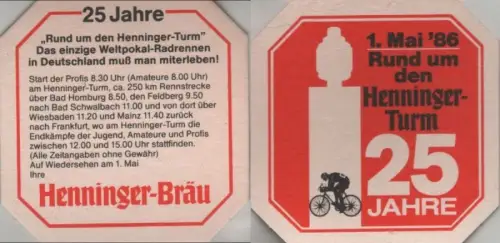 25 Jahre
„Rund um den Henninger-Turm"
Das einzige Weltpokal-Radrennen
in Deutschland muß man miterleben!
Start der Profis 8.30 Uhr (Amateure 8.00 Uhr)
am Henninger-Turm, ca. 250 km Rennstrecke
über Bad Homburg 8.50, den Feldberg 9.50
nach Bad Schwalbach 11.00 und von dort über
Wiesbaden 11.20 und Mainz 11.40 zurück
nach Frankfurt, wo am Henninger-Turm die
Endkämpfe der Jugend, Amateure und Profis
zwischen 12.00 und 15.00 Uhr stattfinden.
(Alle Zeitangaben ohne Gewähr)
Auf Wiedersehen am 1. Mai
Ihre
Henninger-Bräu
1. Mai '86
Rund um
den
Henninger-
Turm
25
JAHRE